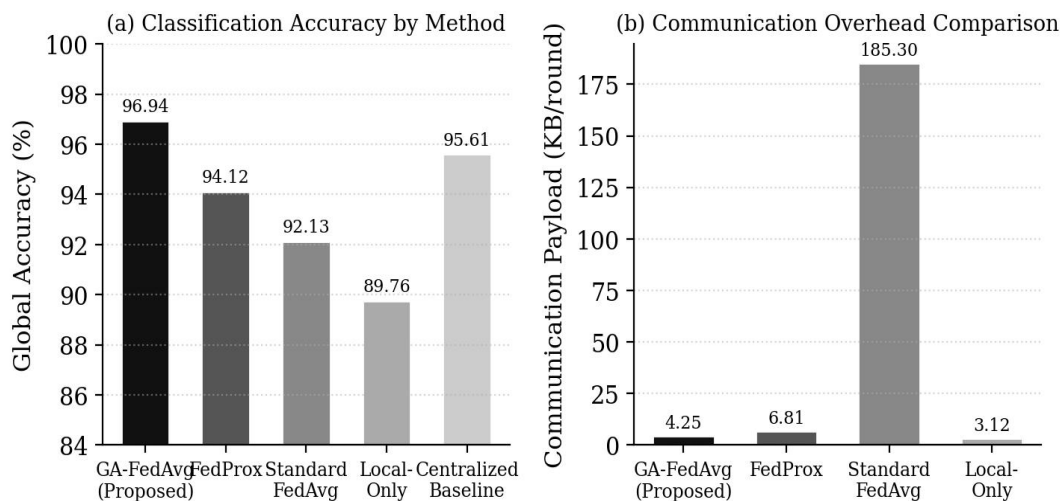 (a) Classification Accuracy by Method
Global Accuracy (%)
100
98
96
94
92
90
88
86
84
96.94
94.12
92.13
89.76
95.61
GA-FedAvg
(Proposed)
FedProx
Standard
FedAvg
Local-
Only
Centralized
Baseline
(b) Communication Overhead Comparison
Communication Payload (KB/round)
175
150
125
100
75
50
25
0
4.25
6.81
185.30
3.12
GA-FedAvg
(Proposed)
FedProx
Standard
FedAvg
Local-
Only